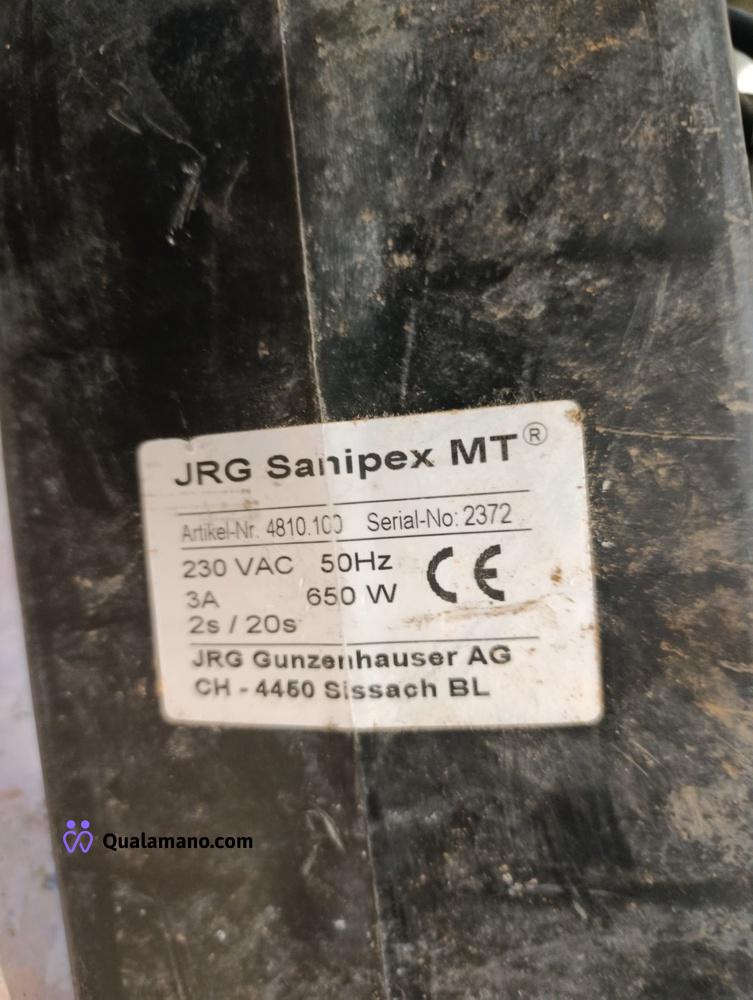 JRG Sanipex MT®
Artikel-Nr. 4810.100 Serial-No: 2372
230 VAC 50Hz
3A 650 W
2s / 20s
CE
JRG Gunzenhauser AG
CH - 4450 Sissach BL
Qualamano.com